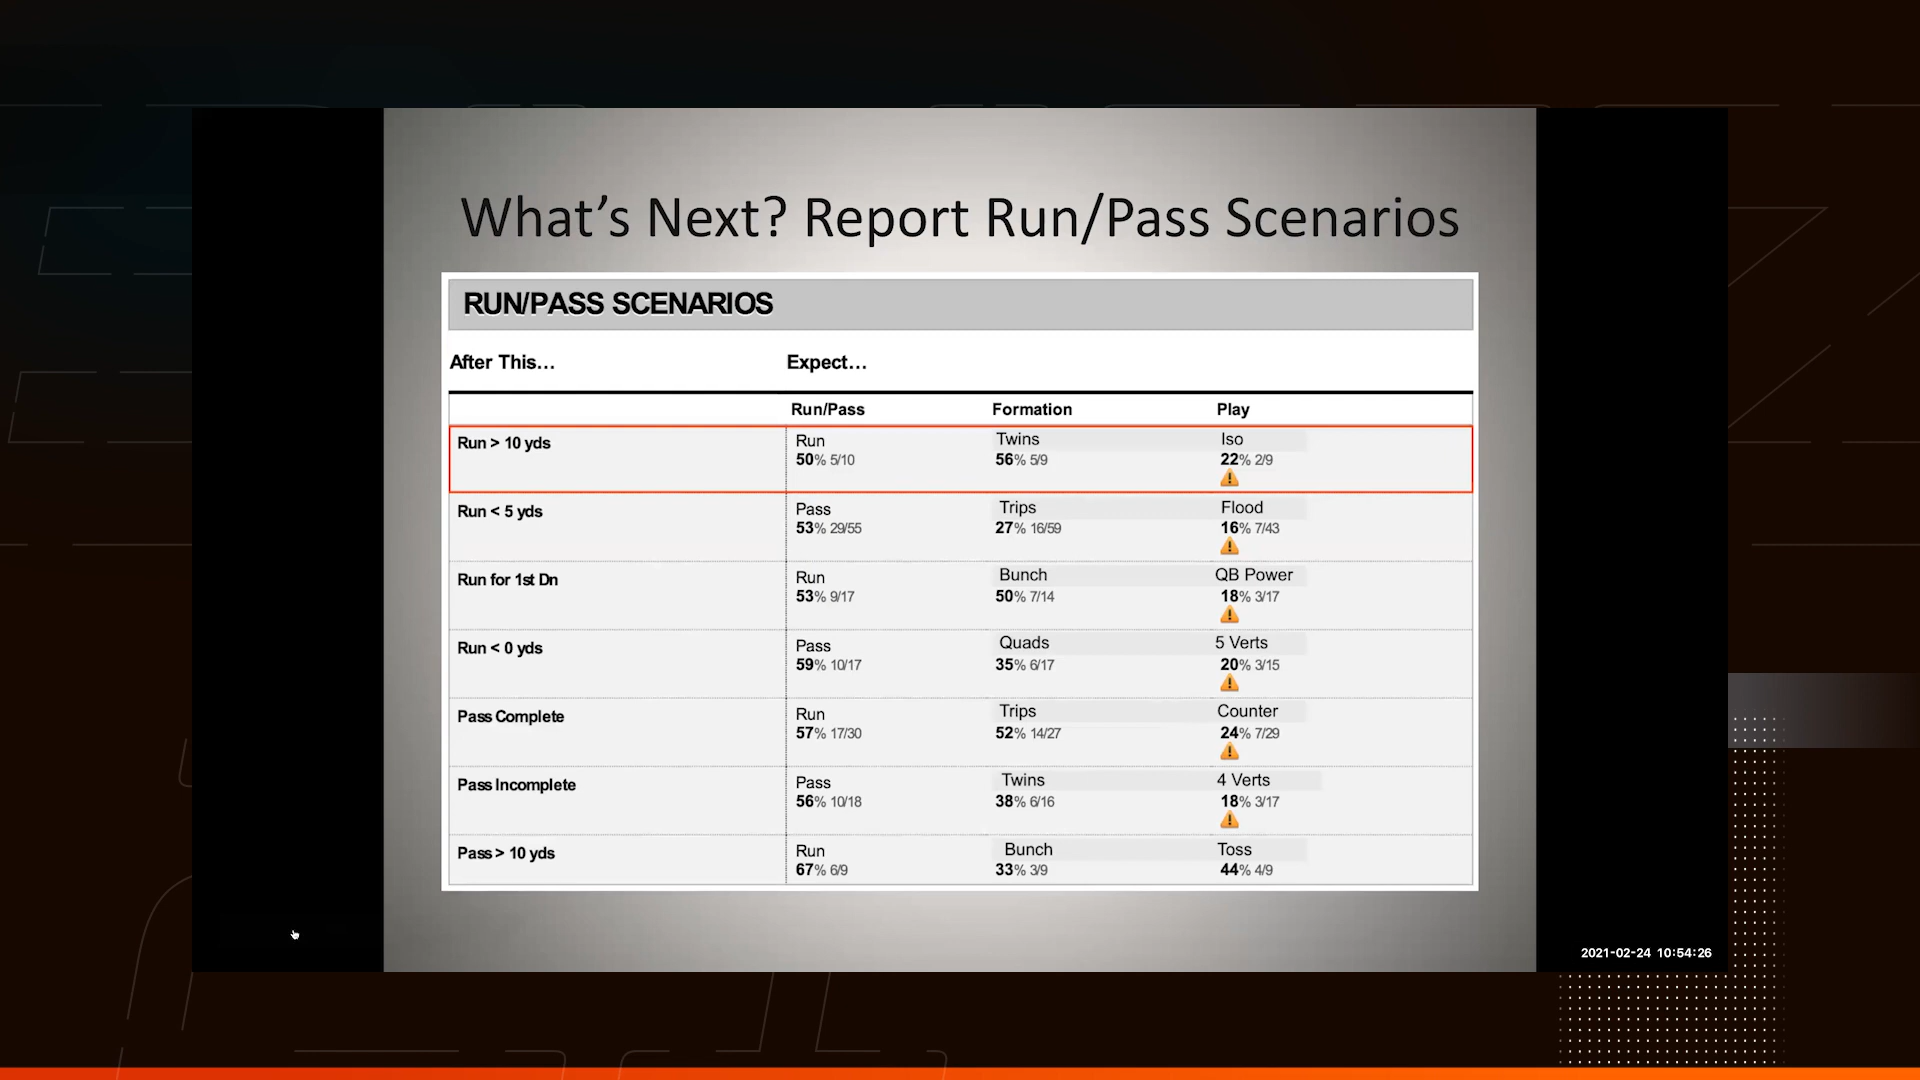 What's Next? Report Run/Pass Scenarios
RUN/PASS SCENARIOS
After This... Expect...
Run/Pass Formation Play
Run > 10 yds Run Twins Iso
50% 5/10 56% 5/9 22% 2/9
Run < 5 yds Pass Trips Flood
53% 29/55 27% 16/59 16% 7/43
Run for 1st Dn Run Bunch QB Power
53% 9/17 50% 7/14 18% 3/17
Run < 0 yds Pass Quads 5 Verts
59% 10/17 35% 6/17 20% 3/15
Pass Complete Run Trips Counter
57% 17/30 52% 14/27 24% 7/29
Pass Incomplete Pass Twins 4 Verts
56% 10/18 38% 6/16 18% 3/17
Pass > 10 yds Run Bunch Toss
67% 6/9 33% 3/9 44% 4/9
2021-02-24 10:54:26